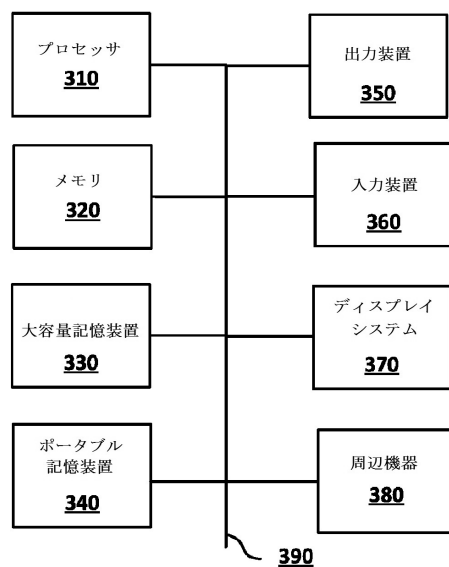 プロセッサ
310
出力装置
350
メモリ
320
入力装置
360
大容量記憶装置
330
ディスプレイ
システム
370
ポータブル
記憶装置
340
周辺機器
380
390